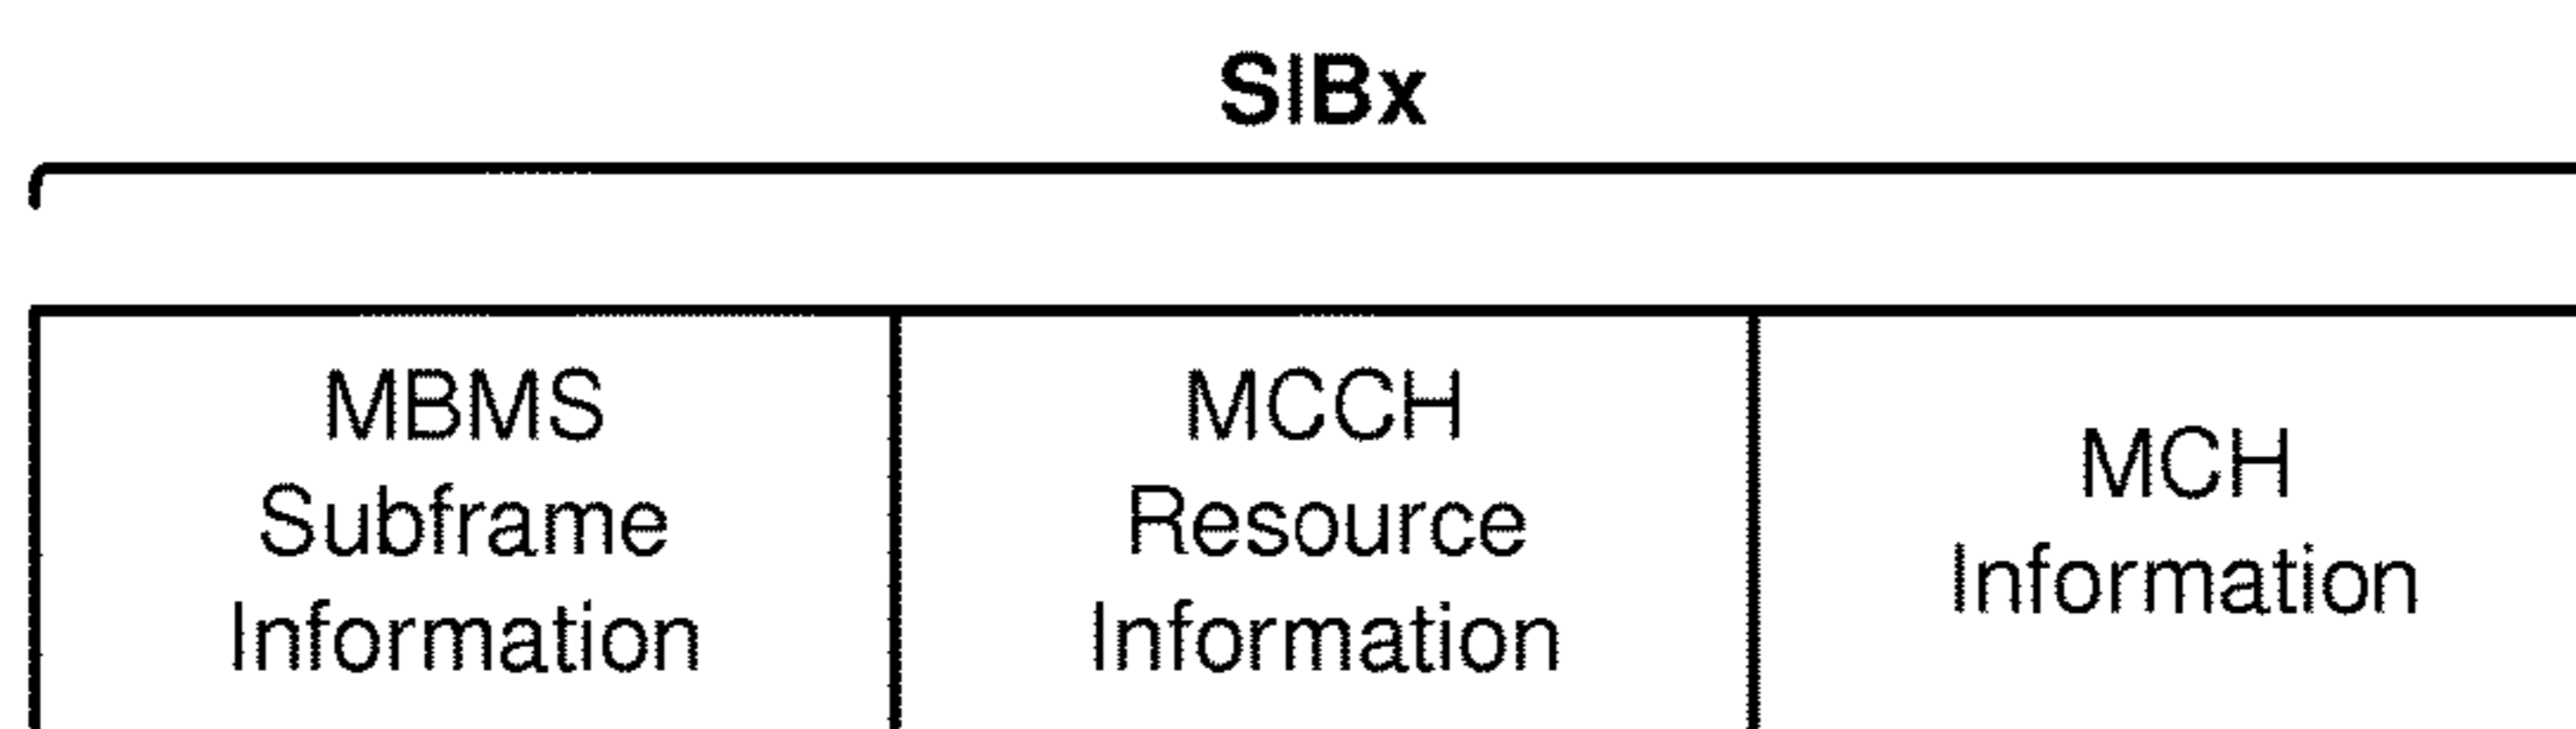 SIBx
MBMS
Subframe
Information
MCCH
Resource
Information
MCH
Information